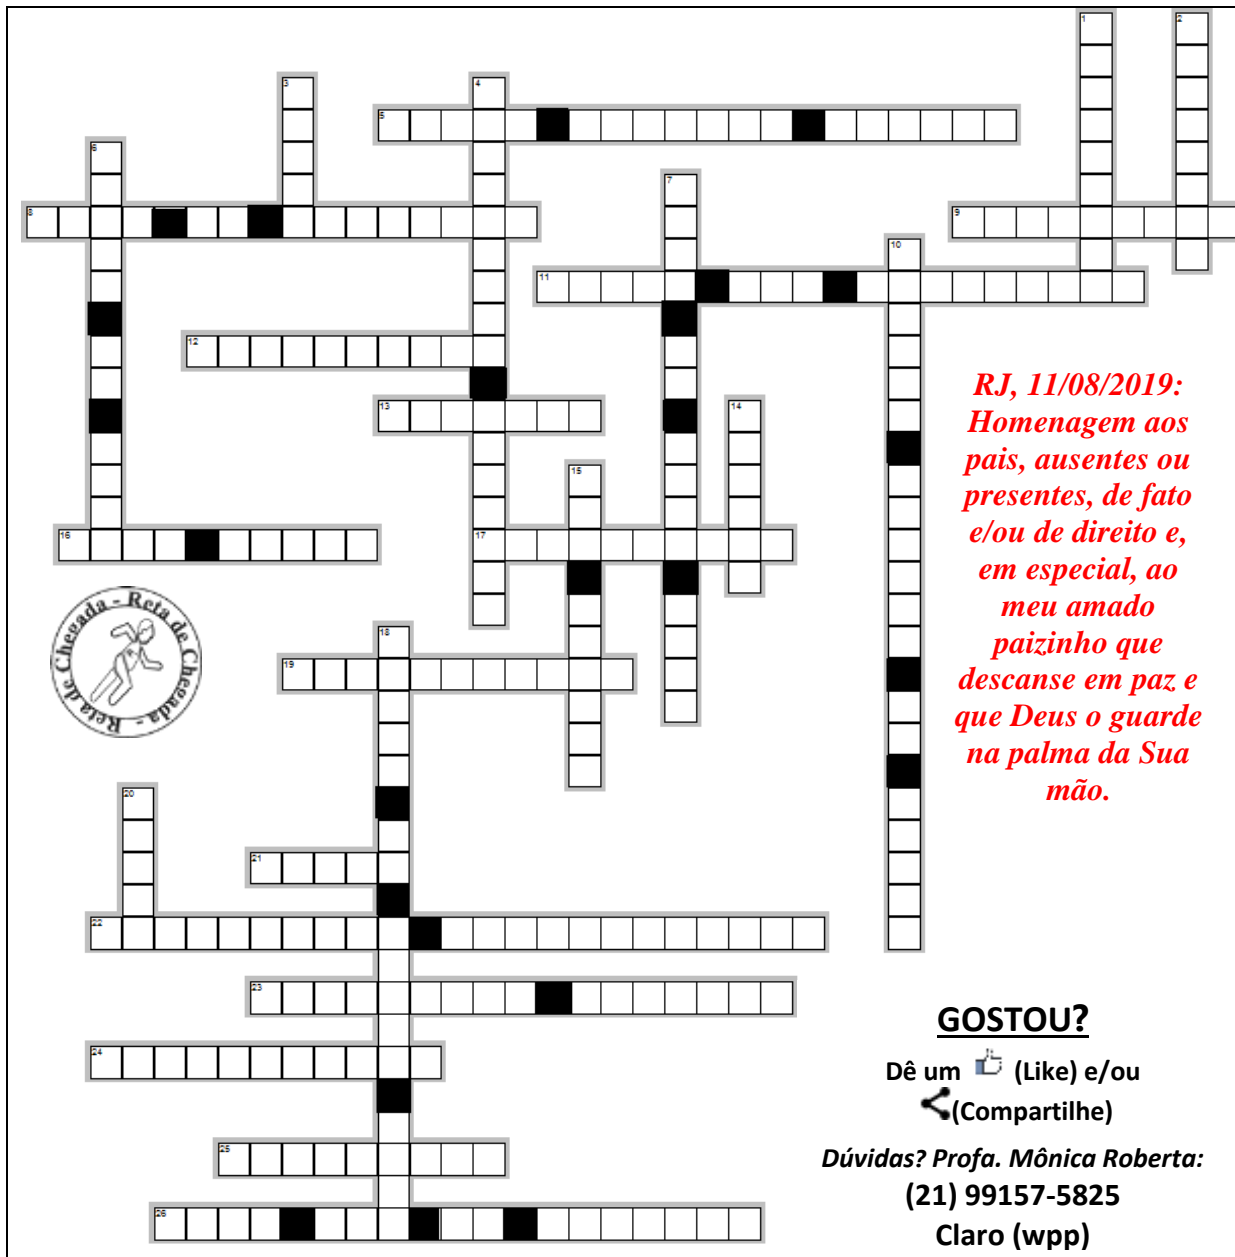 1
2
3
4
5
6
7
8
9
10
11
12
13
14
15
16
17
18
19
20
21
22
23
24
25
26
RJ, 11/08/2019:
Homenagem aos
pais, ausentes ou
presentes, de fato
e/ou de direito e,
em especial, ao
meu amado
paizinho que
descanse em paz e
que Deus o guarde
na palma da Sua
mão.
Reta de Chegada - Reta de Chegada -
GOSTOU?
Dê um (Like) e/ou
(Compartilhe)
Dúvidas? Profa. Mônica Roberta:
(21) 99157-5825
Claro (wpp)